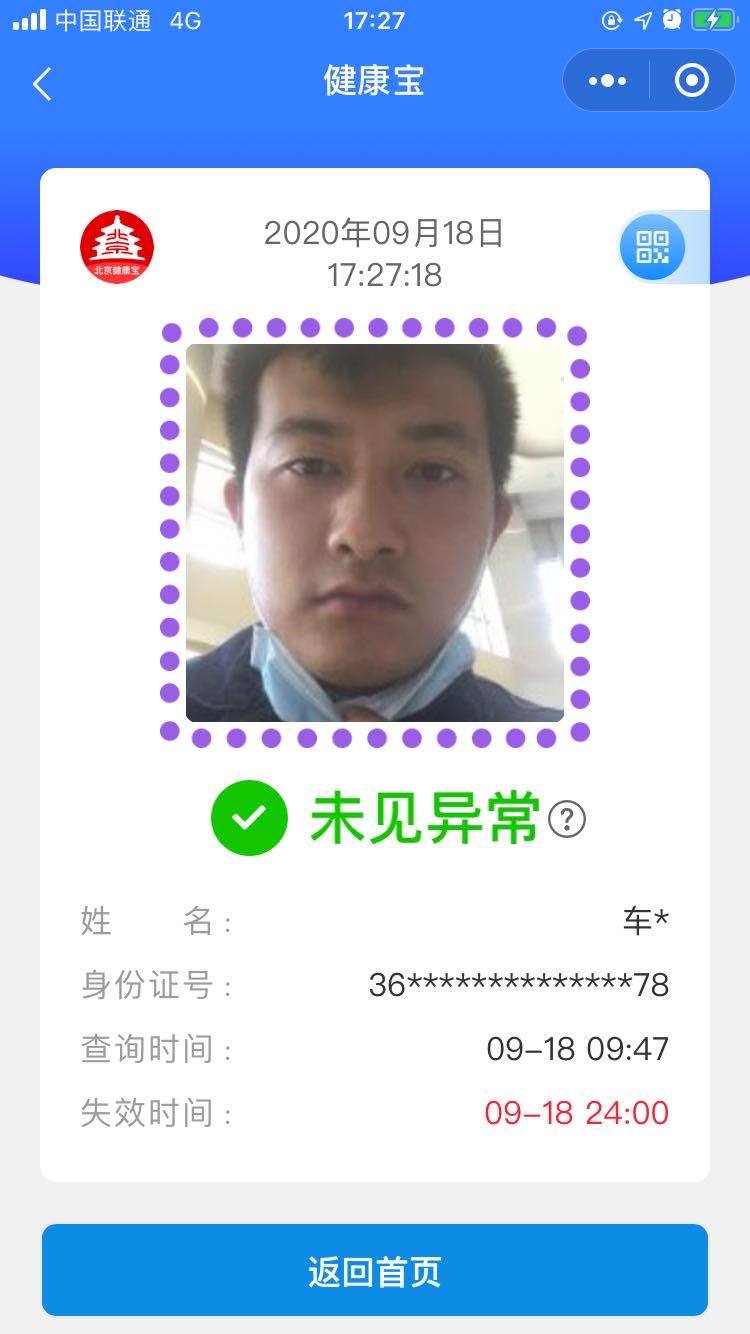 中国联通 4G 17:27
健康宝
2020年09月18日
北京健康宝
17:27:18
未见异常?
姓 名: 车*
身份证号: 36**************78
查询时间: 09-18 09:47
失效时间: 09-18 24:00
返回首页